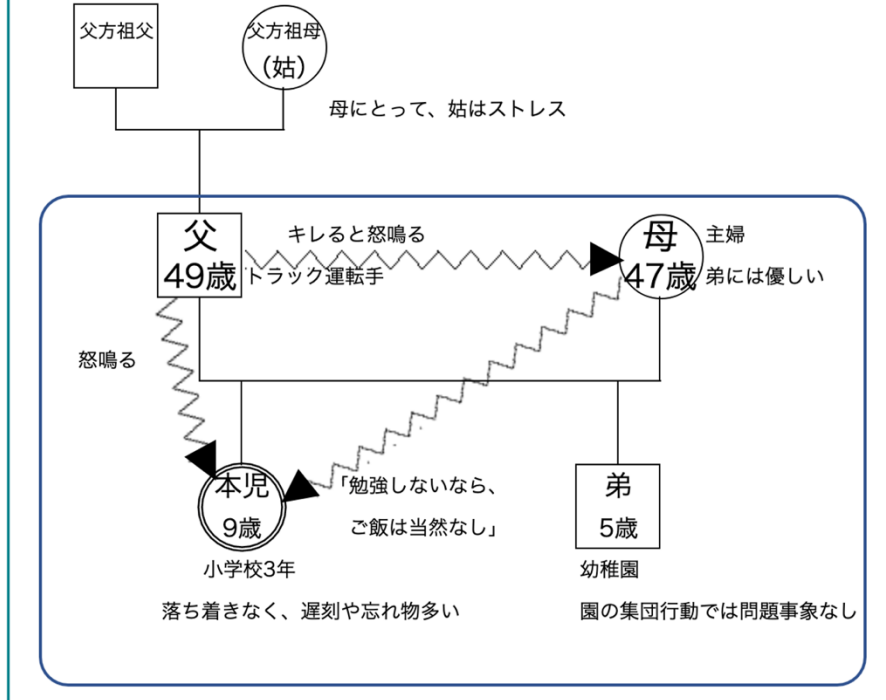 父方祖父
父方祖母
（姑）
母にとって、姑はストレス
父
49歳
キレると怒鳴る
トラック運転手
母
47歳
主婦
弟には優しい
怒鳴る
本児
9歳
「勉強しないなら、
ご飯は当然なし」
弟
5歳
小学校3年
幼稚園
落ち着きなく、遅刻や忘れ物多い
園の集団行動では問題事象なし